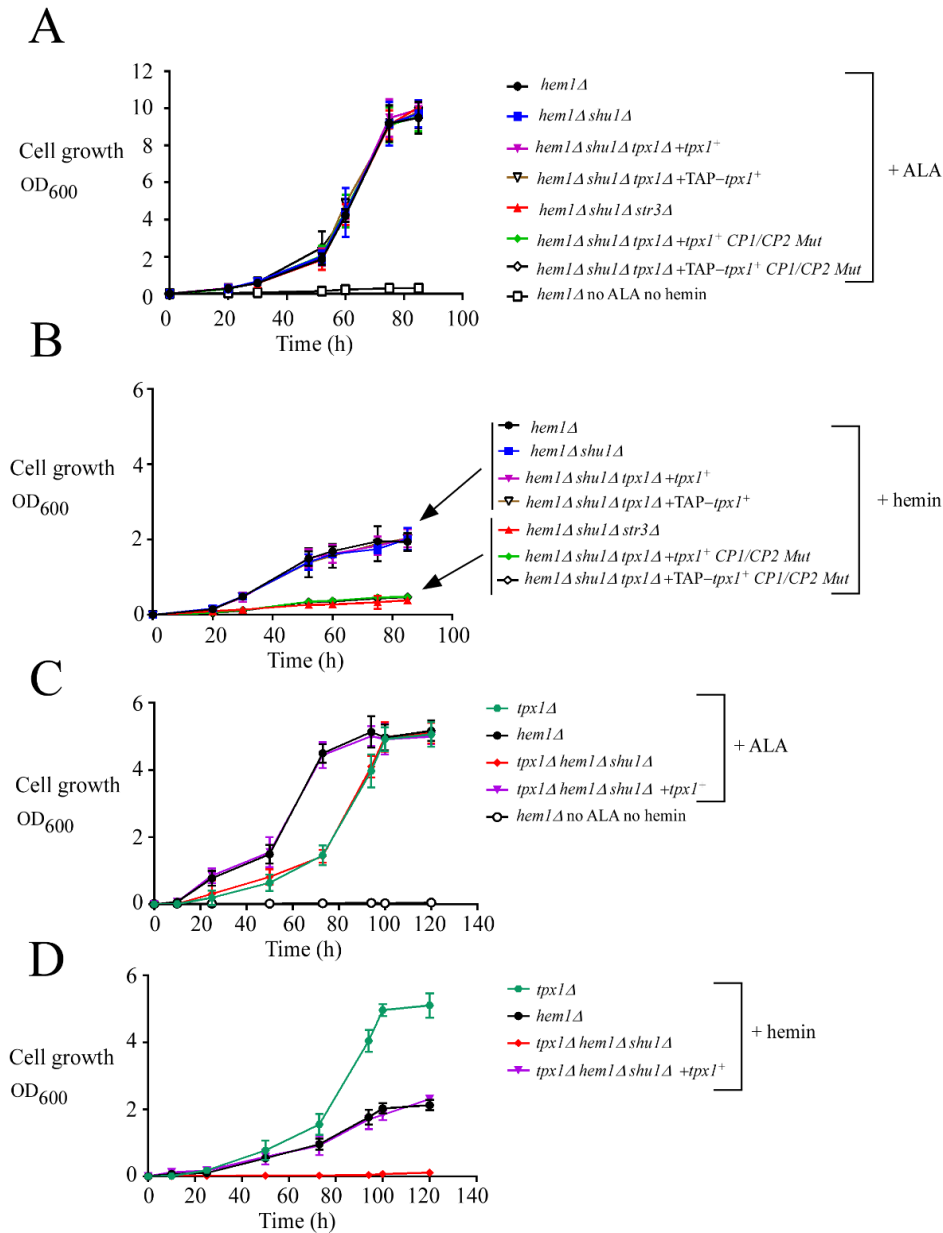 A
12
10
8
6
4
2
0
Cell growth
OD600
0 20 40 60 80 100
Time (h)
hem1Δ
hem1Δ shu1Δ
hem1Δ shu1Δ tpx1Δ +tpx1+
hem1Δ shu1Δ tpx1Δ +TAP–tpx1+
hem1Δ shu1Δ str3Δ
hem1Δ shu1Δ tpx1Δ +tpx1+ CP1/CP2 Mut
hem1Δ shu1Δ tpx1Δ +TAP–tpx1+ CP1/CP2 Mut
hem1Δ no ALA no hemin
+ ALA
B
6
4
2
0
Cell growth
OD600
0 20 40 60 80 100
Time (h)
hem1Δ
hem1Δ shu1Δ
hem1Δ shu1Δ tpx1Δ +tpx1+
hem1Δ shu1Δ tpx1Δ +TAP–tpx1+
hem1Δ shu1Δ str3Δ
hem1Δ shu1Δ tpx1Δ +tpx1+ CP1/CP2 Mut
hem1Δ shu1Δ tpx1Δ +TAP–tpx1+ CP1/CP2 Mut
+ hemin
C
6
4
2
0
Cell growth
OD600
0 20 40 60 80 100 120 140
Time (h)
tpx1Δ
hem1Δ
tpx1Δ hem1Δ shu1Δ
tpx1Δ hem1Δ shu1Δ +tpx1–
hem1Δ no ALA no hemin
+ ALA
D
6
4
2
0
Cell growth
OD600
0 20 40 60 80 100 120 140
Time (h)
tpx1Δ
hem1Δ
tpx1Δ hem1Δ shu1Δ
tpx1Δ hem1Δ shu1Δ +tpx1+
+ hemin